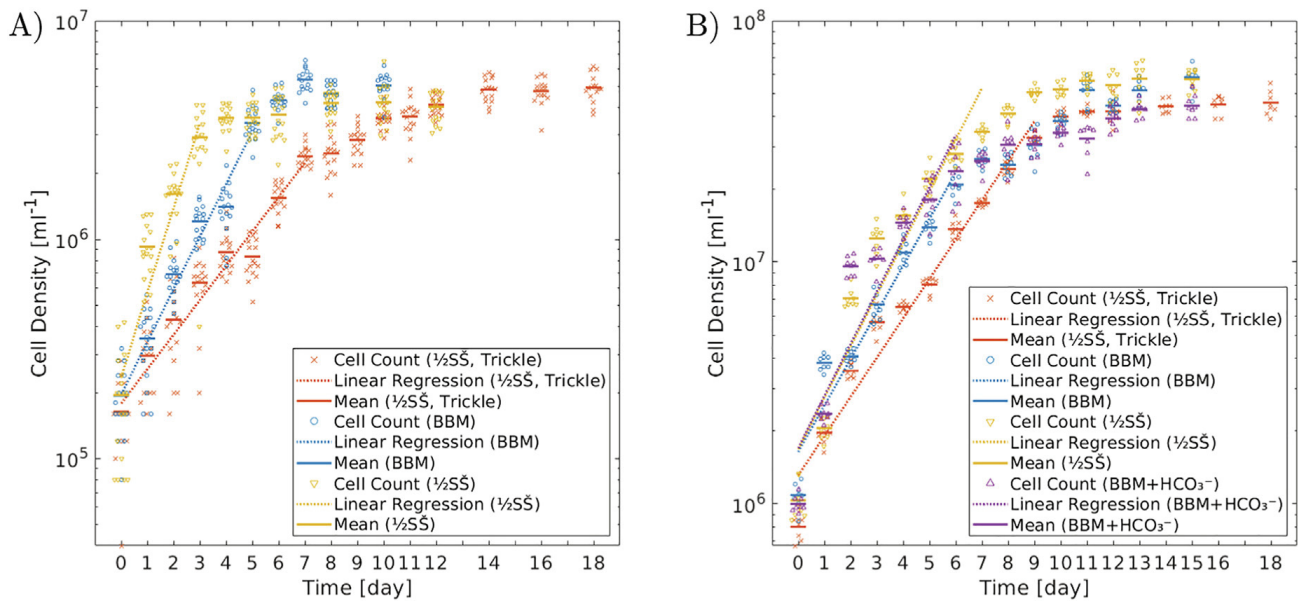 A)
10⁷
10⁶
10⁵
Cell Density [ml⁻¹]
0 1 2 3 4 5 6 7 8 9 10 11 12 14 16 18
Time [day]
Cell Count (½SŠ, Trickle)
Linear Regression (½SŠ, Trickle)
Mean (½SŠ, Trickle)
Cell Count (BBM)
Linear Regression (BBM)
Mean (BBM)
Cell Count (½SŠ)
Linear Regression (½SŠ)
Mean (½SŠ)
B)
10⁸
10⁷
10⁶
Cell Density [ml⁻¹]
0 1 2 3 4 5 6 7 8 9 10 11 12 13 14 15 16 18
Time [day]
Cell Count (½SŠ, Trickle)
Linear Regression (½SŠ, Trickle)
Mean (½SŠ, Trickle)
Cell Count (BBM)
Linear Regression (BBM)
Mean (BBM)
Cell Count (½SŠ)
Linear Regression (½SŠ)
Mean (½SŠ)
Cell Count (BBM+HCO₃⁻)
Linear Regression (BBM+HCO₃⁻)
Mean (BBM+HCO₃⁻)